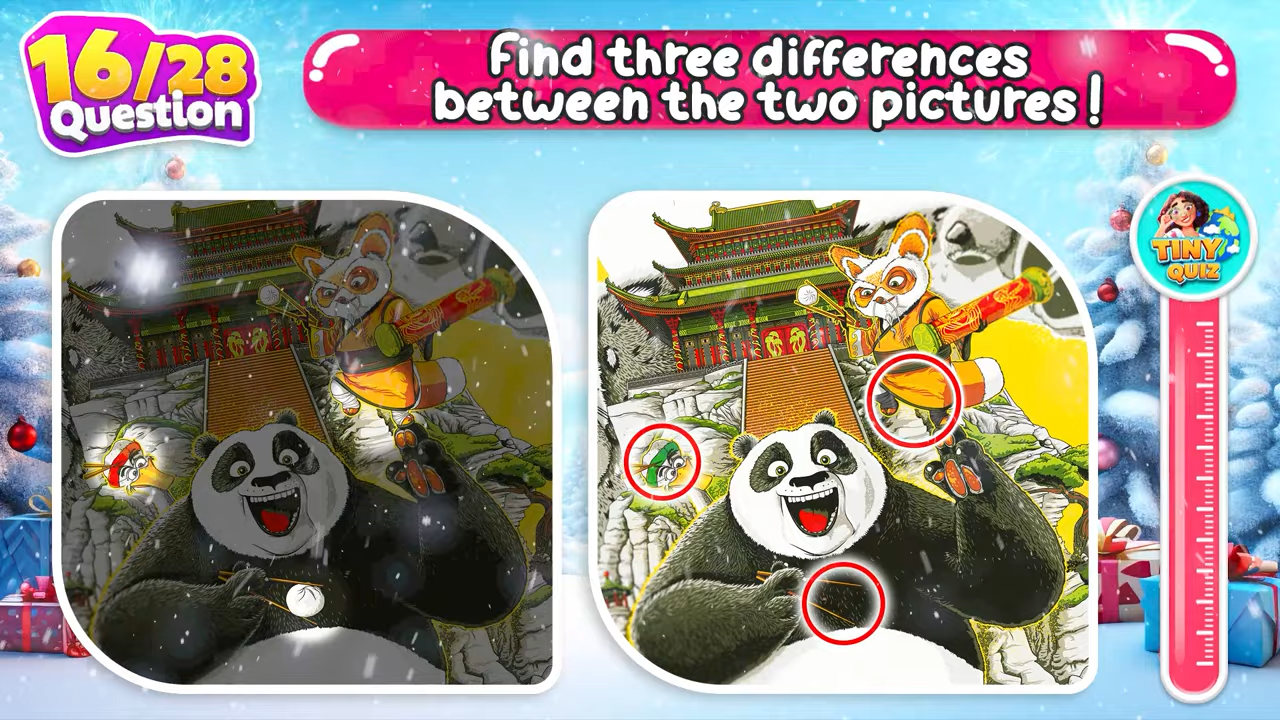 16/28
Question
Find three differences
between the two pictures!
TINY
QUIZ